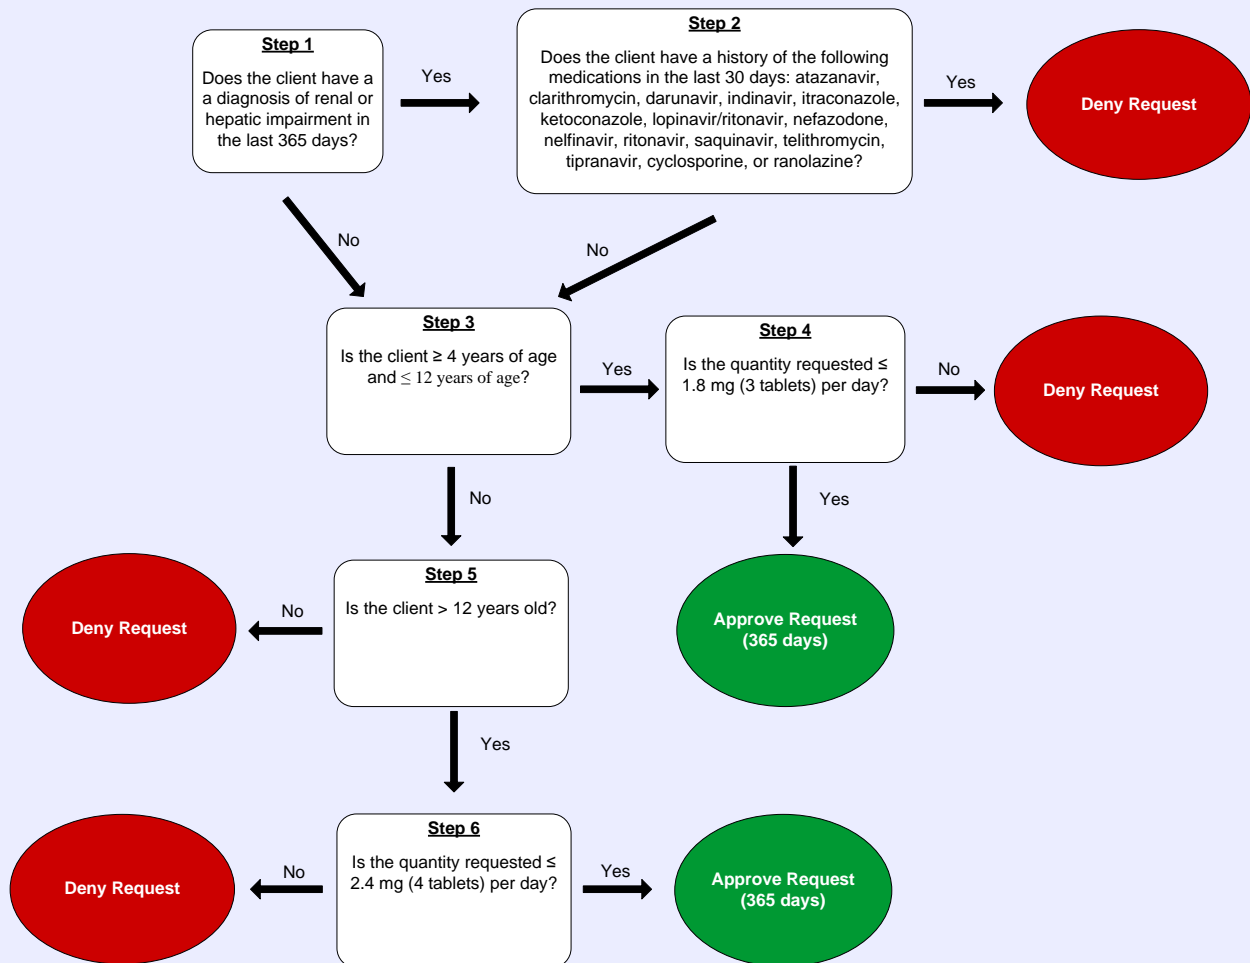 Step 1
Does the client have a
a diagnosis of renal or
hepatic impairment in
the last 365 days?
Yes
Step 2
Does the client have a history of the following
medications in the last 30 days: atazanavir,
clarithromycin, darunavir, indinavir, itraconazole,
ketoconazole, lopinavir/ritonavir, nefazodone,
nelfinavir, ritonavir, saquinavir, telithromycin,
tipranavir, cyclosporine, or ranolazine?
Yes
Deny Request
No
No
Step 3
Is the client ≥ 4 years of age
and ≤ 12 years of age?
Yes
Step 4
Is the quantity requested ≤
1.8 mg (3 tablets) per day?
No
Deny Request
No
Yes
Step 5
Is the client > 12 years old?
No
Deny Request
Approve Request
(365 days)
Yes
Step 6
Is the quantity requested ≤
2.4 mg (4 tablets) per day?
No
Deny Request
Yes
Approve Request
(365 days)